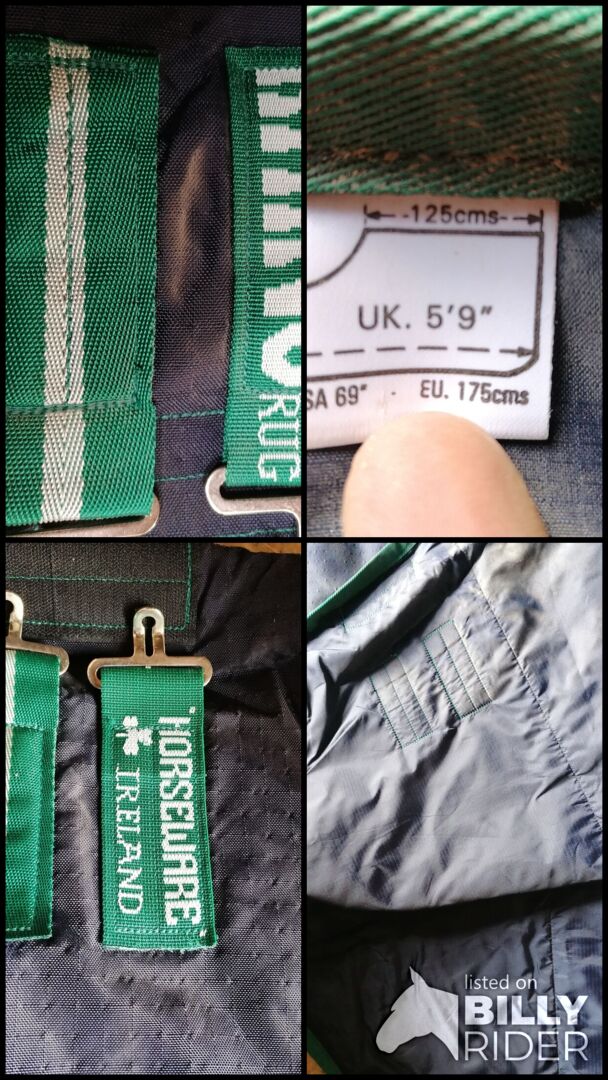 RUG
-125cms-
UK. 5'9"
SA 69" - EU. 175cms
"HORSEWARE"
IRELAND
listed on
BILLY
RIDER